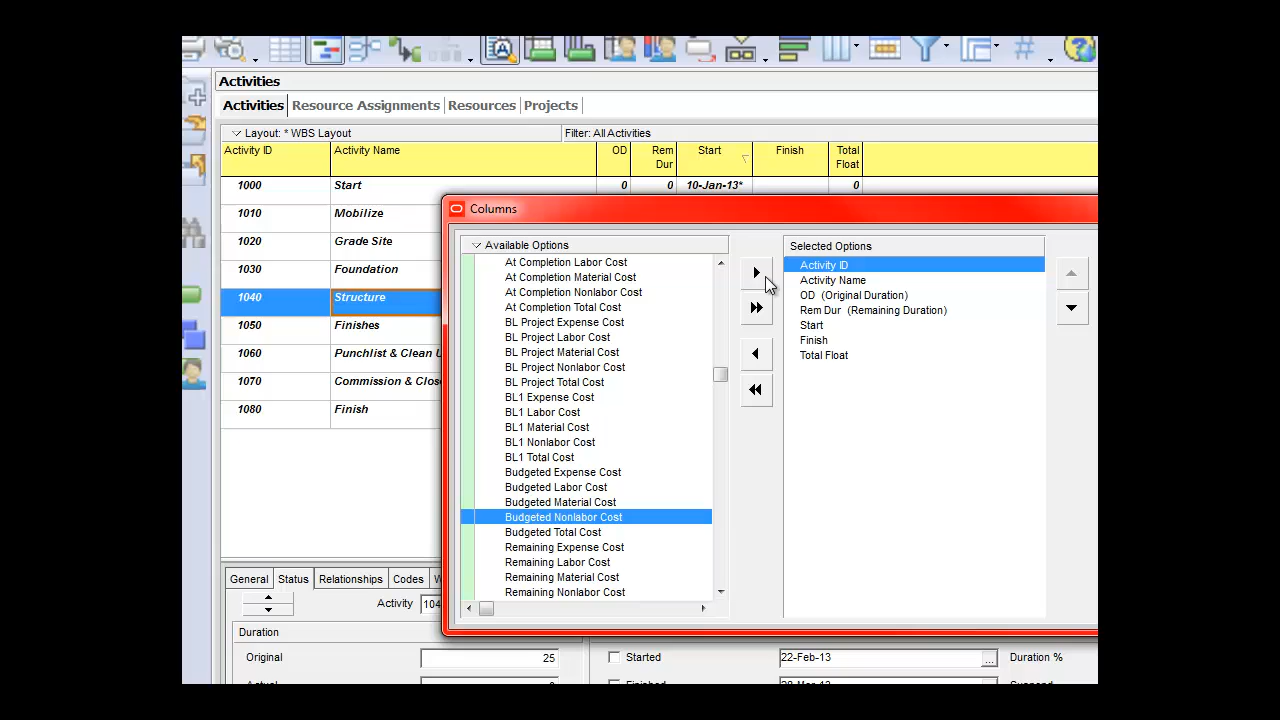 Activities
Activities Resource Assignments Resources Projects
Layout: * WBS Layout Filter: All Activities
Activity ID Activity Name OD Rem Dur Start Finish Total Float
1000 Start 0 0 10-Jan-13* 0
1010 Mobilize
1020 Grade Site
1030 Foundation
1040 Structure
1050 Finishes
1060 Punchlist & Clean U
1070 Commission & Close
1080 Finish
Columns
Available Options
At Completion Labor Cost
At Completion Material Cost
At Completion Nonlabor Cost
At Completion Total Cost
BL Project Expense Cost
BL Project Labor Cost
BL Project Material Cost
BL Project Nonlabor Cost
BL Project Total Cost
BL1 Expense Cost
BL1 Labor Cost
BL1 Material Cost
BL1 Nonlabor Cost
BL1 Total Cost
Budgeted Expense Cost
Budgeted Labor Cost
Budgeted Material Cost
Budgeted Nonlabor Cost
Budgeted Total Cost
Remaining Expense Cost
Remaining Labor Cost
Remaining Material Cost
Remaining Nonlabor Cost
Selected Options
Activity ID
Activity Name
OD (Original Duration)
Rem Dur (Remaining Duration)
Start
Finish
Total Float
General Status Relationships Codes W
Activity 104
Duration
Original 25 Started 22-Feb-13 ... Duration %